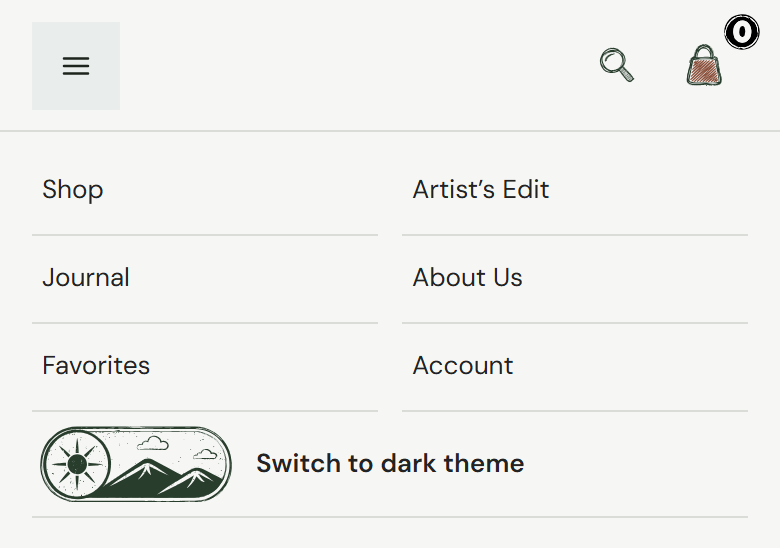 0
Shop
Artist’s Edit
Journal
About Us
Favorites
Account
Switch to dark theme